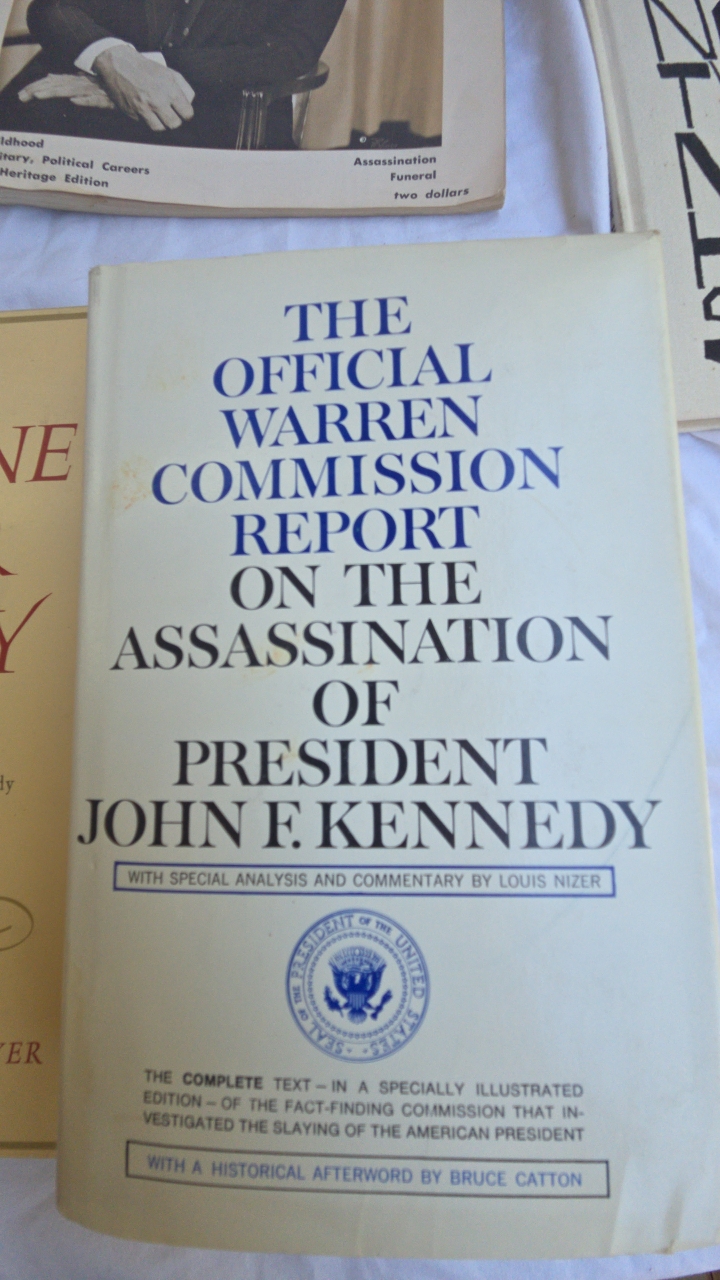 ldhood
itary, Political Careers
Heritage Edition
Assassination
Funeral
two dollars
THE
OFFICIAL
WARREN
COMMISSION
REPORT
ON THE
ASSASSINATION
OF
PRESIDENT
JOHN F. KENNEDY
WITH SPECIAL ANALYSIS AND COMMENTARY BY LOUIS NIZER
SEAL OF THE PRESIDENT OF THE UNITED STATES
THE COMPLETE TEXT – IN A SPECIALLY ILLUSTRATED
EDITION – OF THE FACT-FINDING COMMISSION THAT IN-
VESTIGATED THE SLAYING OF THE AMERICAN PRESIDENT
WITH A HISTORICAL AFTERWORD BY BRUCE CATTON
NE
Y
dy
VER